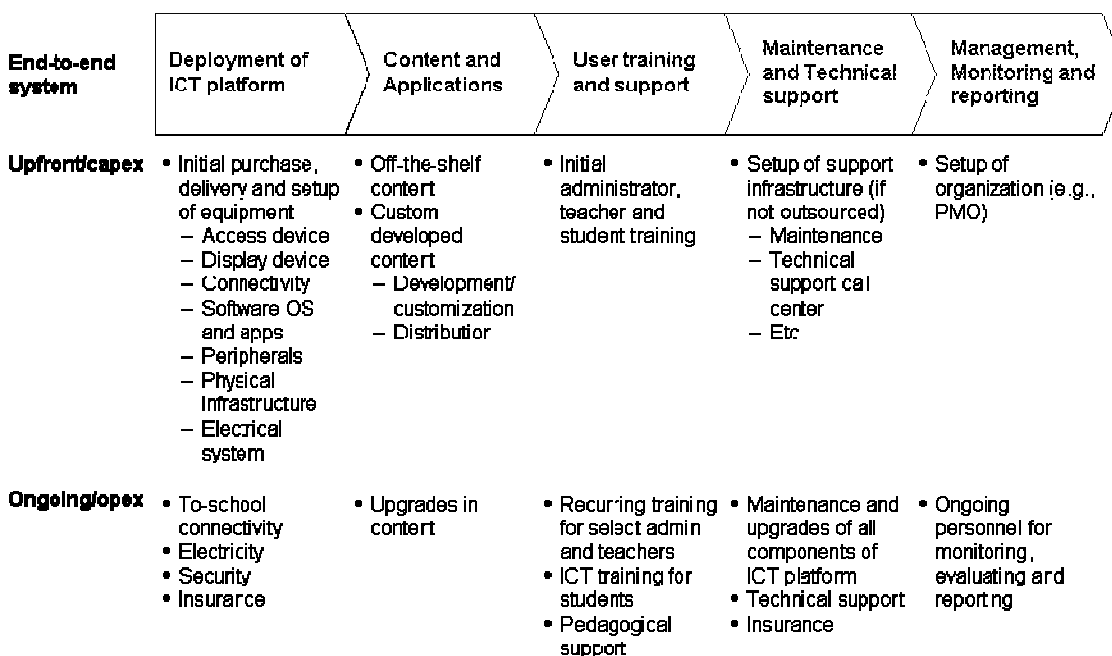 End-to-end
system
Deployment of
ICT platform
Content and
Applications
User training
and support
Maintenance
and Technical
support
Management,
Monitoring and
reporting
Upfront/capex
• Initial purchase,
delivery and setup
of equipment
– Access device
– Display device
– Connectivity
– Software OS
and apps
– Peripherals
– Physical
Infrastructure
– Electrical
system
• Off-the-shelf
content
• Custom
developed
content
– Development/
customization
– Distribution
• Initial
administrator,
teacher and
student training
• Setup of support
infrastructure (if
not outsourced)
– Maintenance
– Technical
support call
center
– Etc
• Setup of
organization (e.g.,
PMO)
Ongoing/opex
• To-school
connectivity
• Electricity
• Security
• Insurance
• Upgrades in
content
• Recurring training
for select admin
and teachers
• ICT training for
students
• Pedagogical
support
• Maintenance and
upgrades of all
components of
ICT platform
• Technical support
• Insurance
• Ongoing
personnel for
monitoring,
evaluating and
reporting